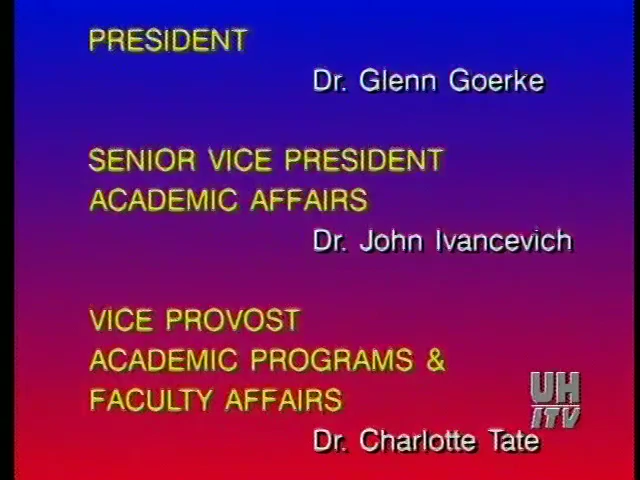 PRESIDENT
Dr. Glenn Goerke
SENIOR VICE PRESIDENT
ACADEMIC AFFAIRS
Dr. John Ivancevich
VICE PROVOST
ACADEMIC PROGRAMS &
FACULTY AFFAIRS
UH
ITV
Dr. Charlotte Tate